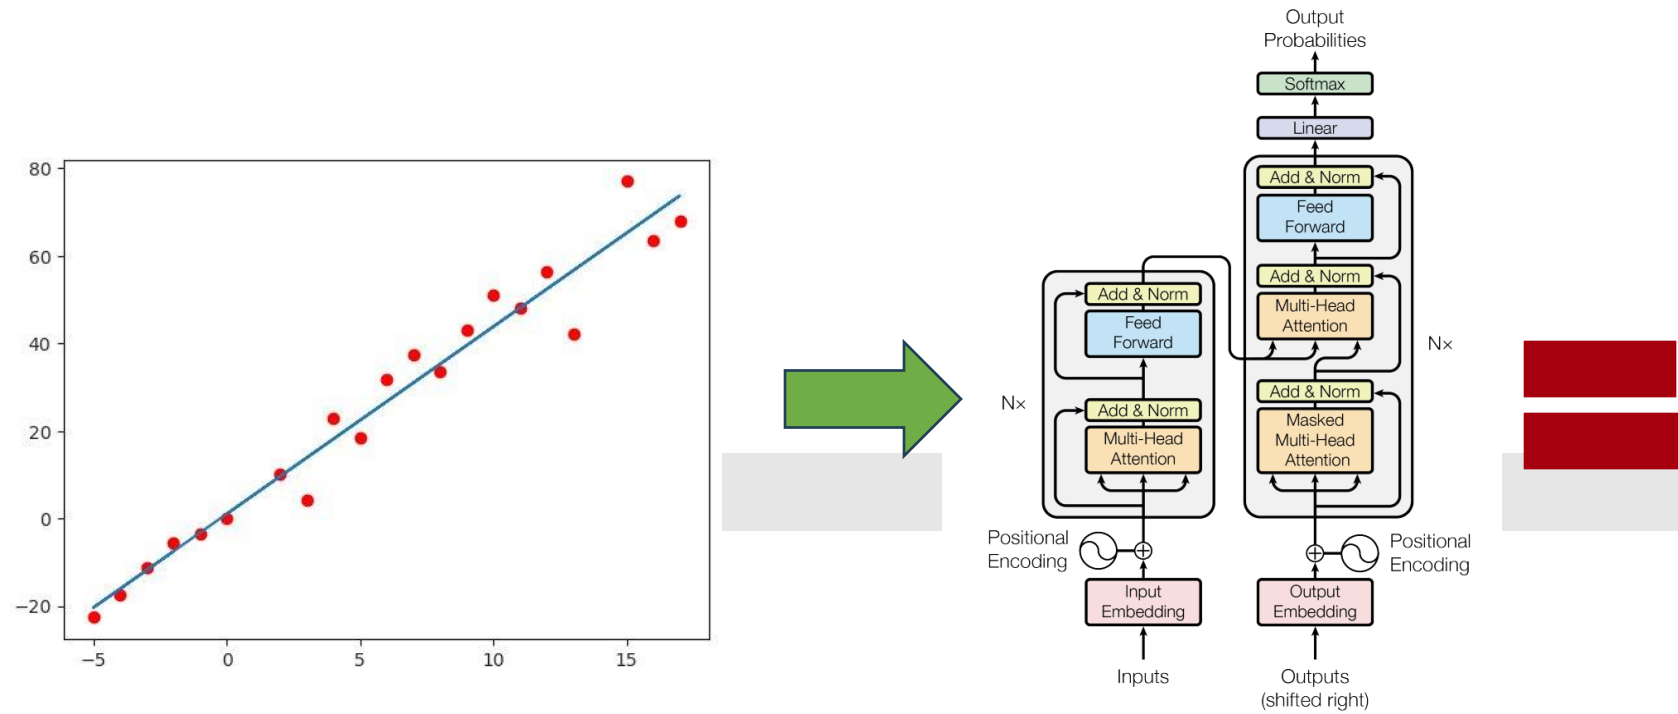 80
60
40
20
0
−20
−5
0
5
10
15
Output
Probabilities
Softmax
Linear
Add & Norm
Feed
Forward
Add & Norm
Multi-Head
Attention
Add & Norm
Masked
Multi-Head
Attention
N×
Add & Norm
Feed
Forward
N×
Add & Norm
Multi-Head
Attention
Positional
Encoding
Positional
Encoding
Input
Embedding
Output
Embedding
Inputs
Outputs
(shifted right)